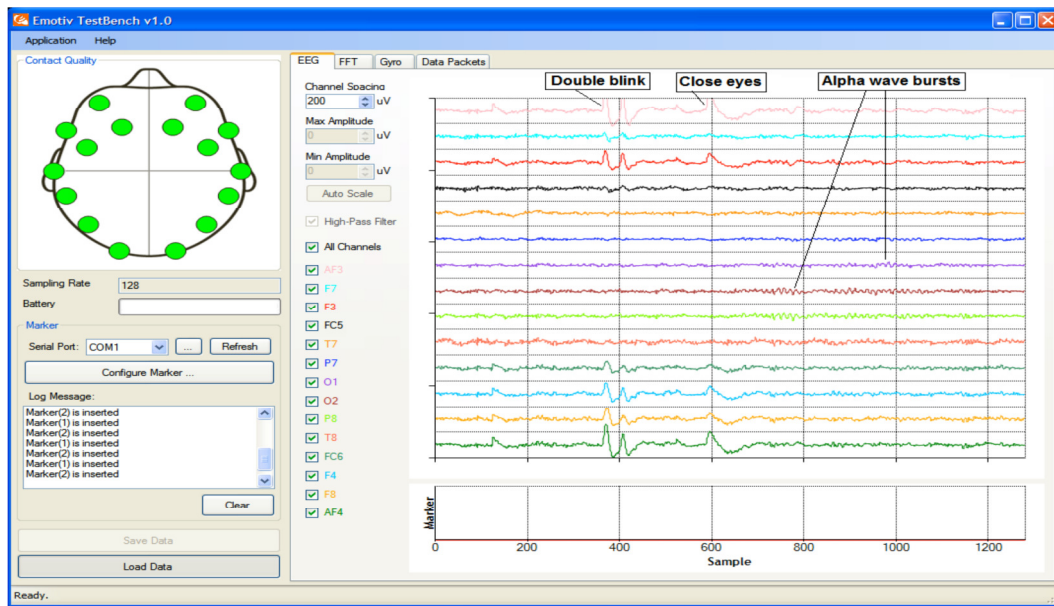 Emotiv TestBench v1.0
Application Help
Contact Quality
Sampling Rate 128
Battery
Marker
Serial Port: COM1 ... Refresh
Configure Marker ...
Log Message:
Marker(2) is inserted
Marker(1) is inserted
Marker(2) is inserted
Marker(1) is inserted
Marker(2) is inserted
Marker(1) is inserted
Marker(2) is inserted
Clear
Save Data
Load Data
Ready.
EEG FFT Gyro Data Packets
Channel Spacing
200 uV
Max Amplitude
0 uV
Min Amplitude
0 uV
Auto Scale
High-Pass Filter
All Channels
AF3
F7
F3
FC5
T7
P7
O1
O2
P8
T8
FC6
F4
F8
AF4
Double blink Close eyes Alpha wave bursts
Marker
0 200 400 600 800 1000 1200
Sample